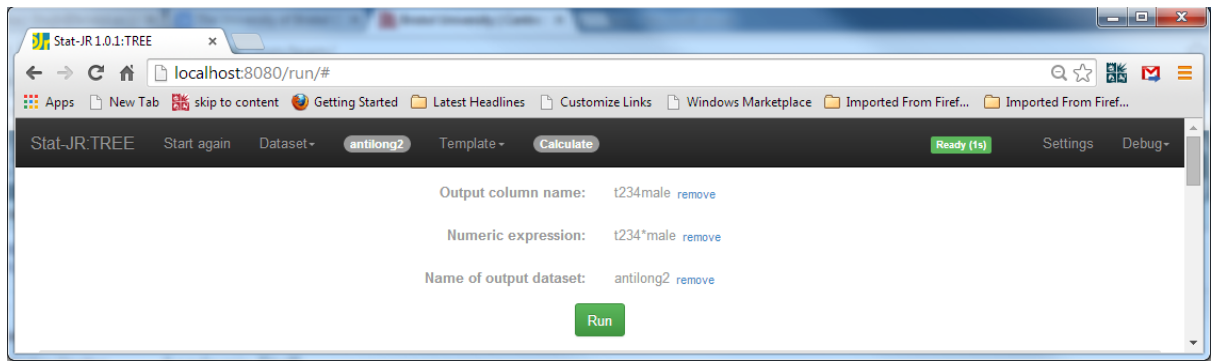 Stat-JR 1.0.1:TREE
localhost:8080/run/#
Apps New Tab skip to content Getting Started Latest Headlines Customize Links Windows Marketplace Imported From Firef... Imported From Firef...
Stat-JR:TREE Start again Dataset antilong2 Template Calculate Ready (1s) Settings Debug
Output column name: t234male remove
Numeric expression: t234*male remove
Name of output dataset: antilong2 remove
Run